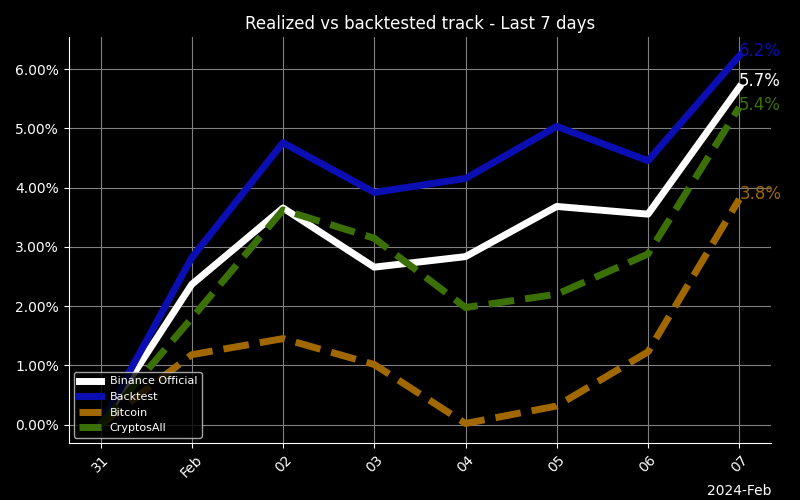 Realized vs backtested track - Last 7 days
6.00%
5.00%
4.00%
3.00%
2.00%
1.00%
0.00%
6.2%
5.7%
5.4%
3.8%
Binance Official
Backtest
Bitcoin
CryptosAll
31
Feb
02
03
04
05
06
07
2024-Feb